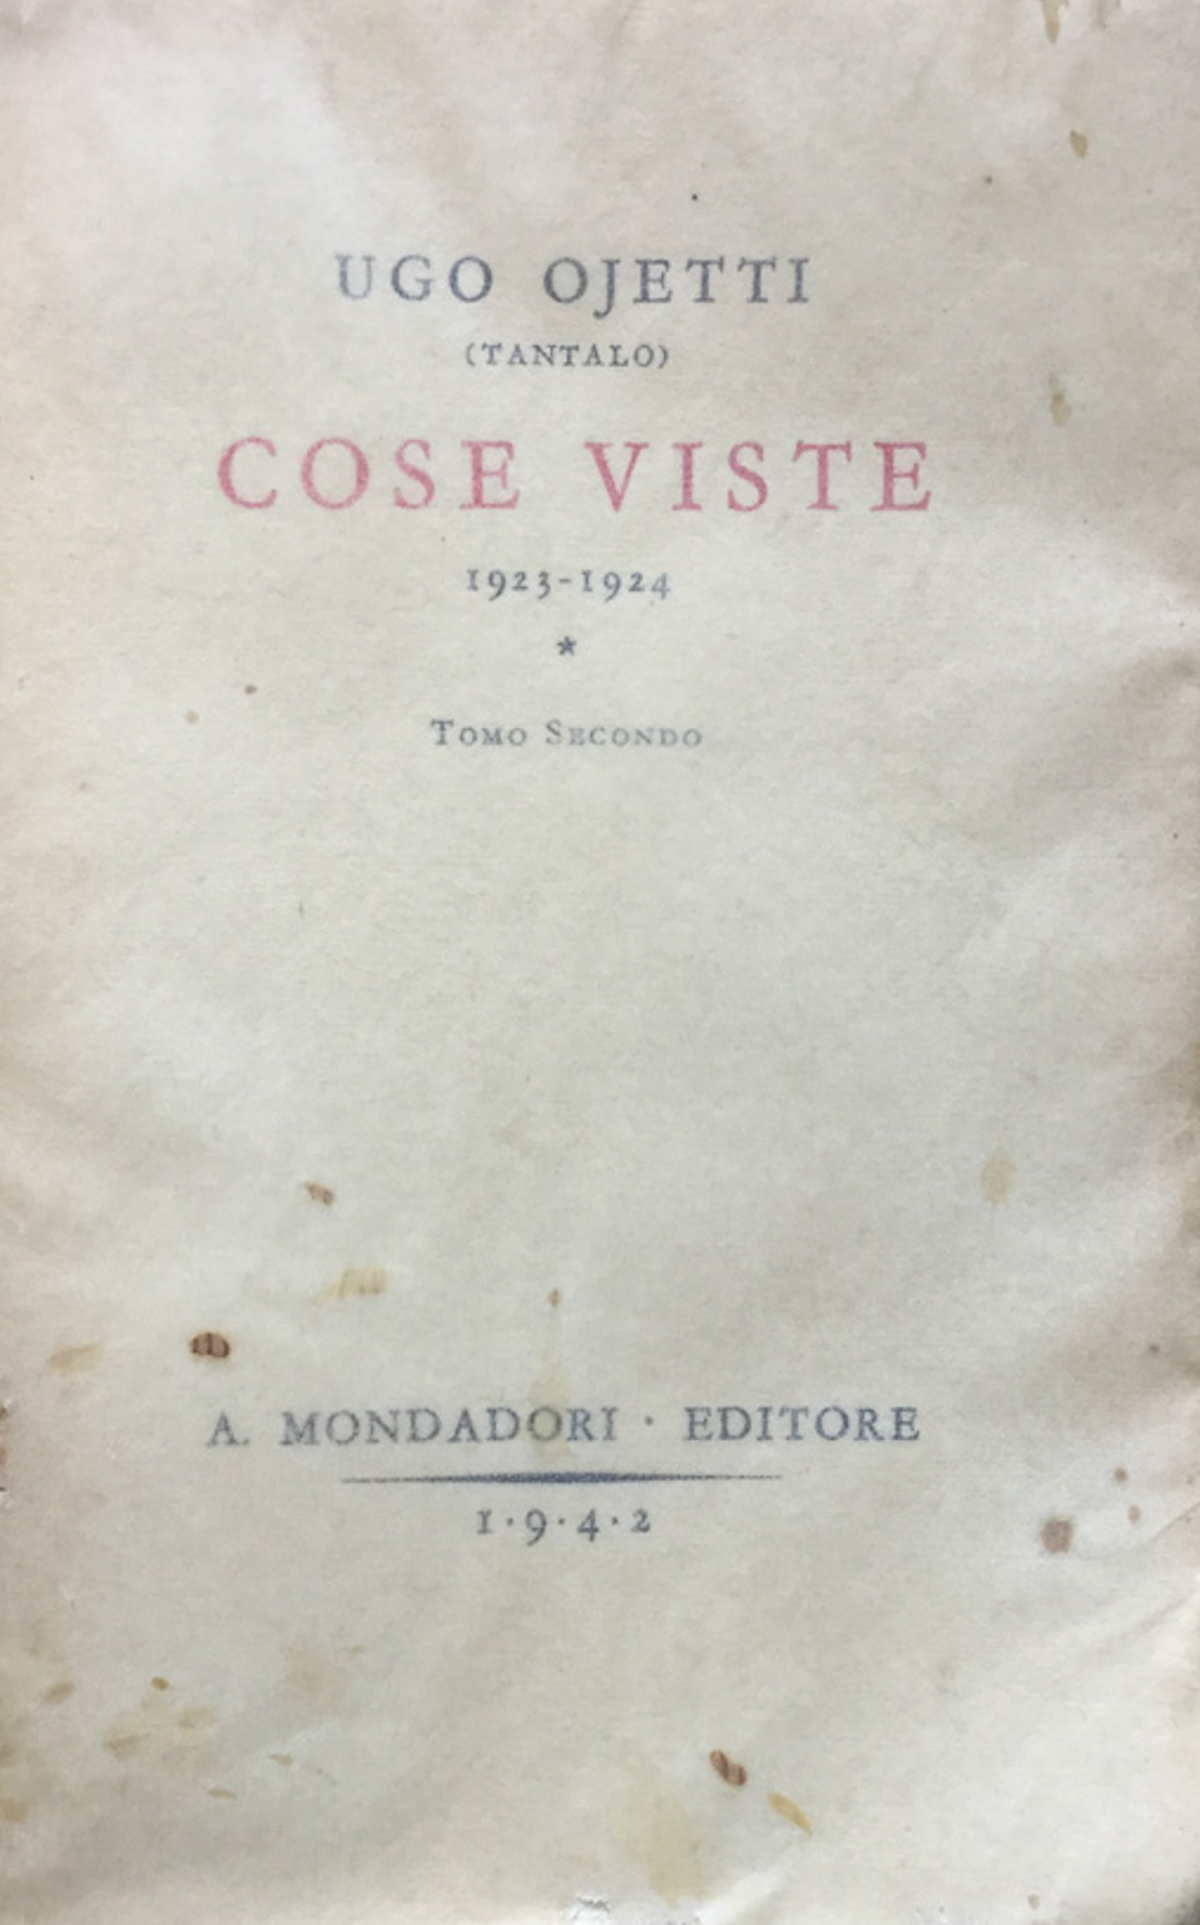 UGO OJETTI
(TANTALO)
COSE VISTE
1923-1924
*
Tomo Secondo
A. MONDADORI · EDITORE
1·9·4·2